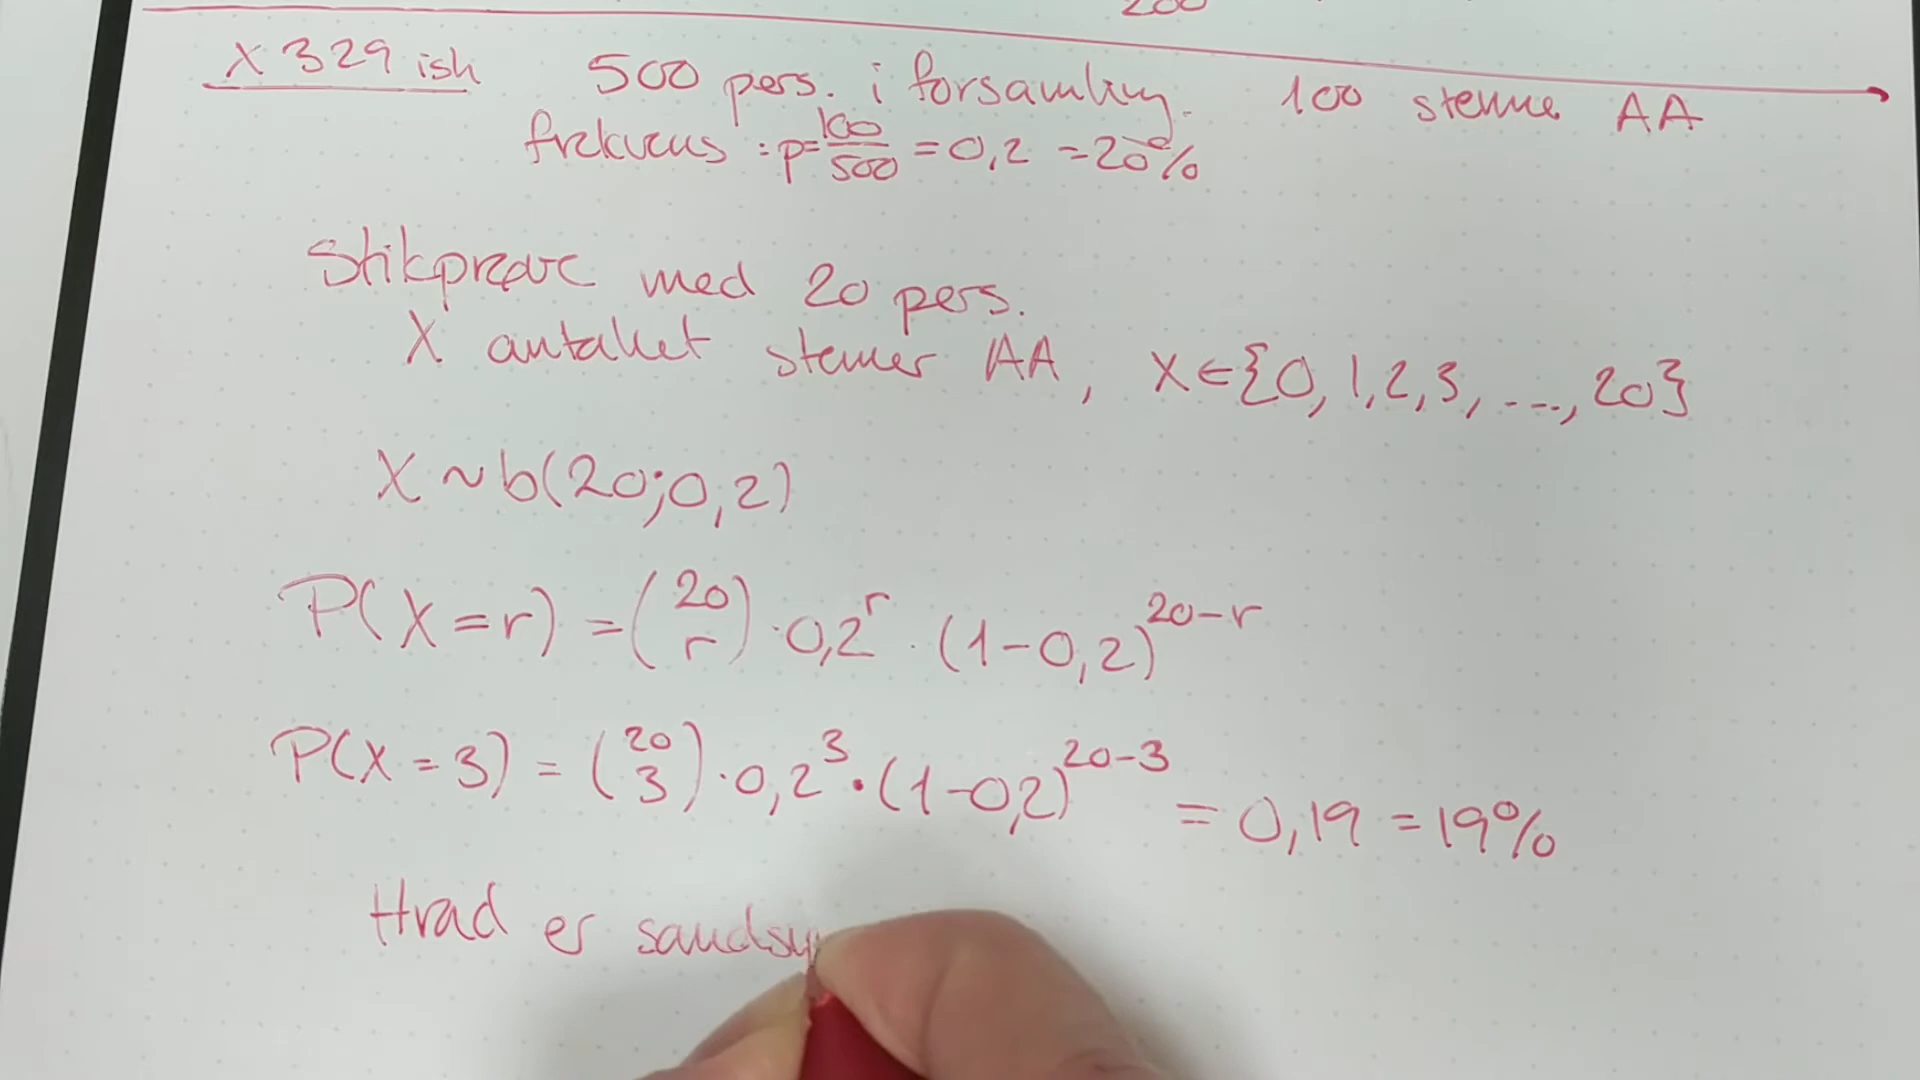 200
x 329 ish 500 pers. i forsamling. 100 stemme AA
frekvens : p = 100/500 = 0,2 = 20%
Stikprøve med 20 pers.
X antallet stemmer AA, X∈{0,1,2,3,...,20}
X ~ b(20;0,2)
P(X=r) = (20 r) · 0,2^r · (1-0,2)^20-r
P(X=3) = (20 3) · 0,2^3 · (1-0,2)^20-3 = 0,19 = 19%
Hvad er sandsy